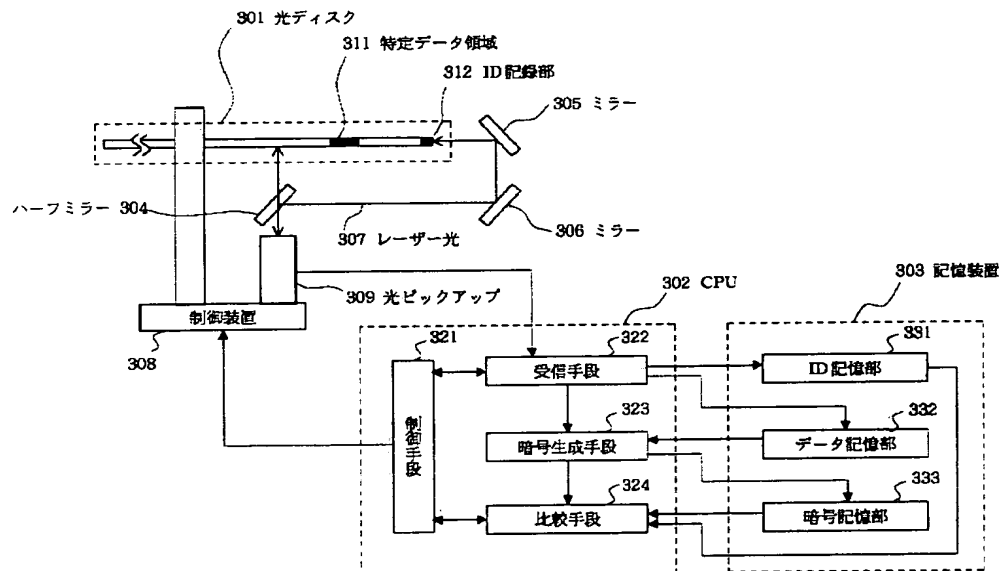 301 光ディスク
311 特定データ領域
312 ID記録部
305 ミラー
ハーフミラー 304
307 レーザー光
306 ミラー
309 光ピックアップ
制御装置
308
302 CPU
303 記憶装置
321
制御手段
322
受信手段
323
暗号生成手段
324
比較手段
331
ID記憶部
332
データ記憶部
333
暗号記憶部